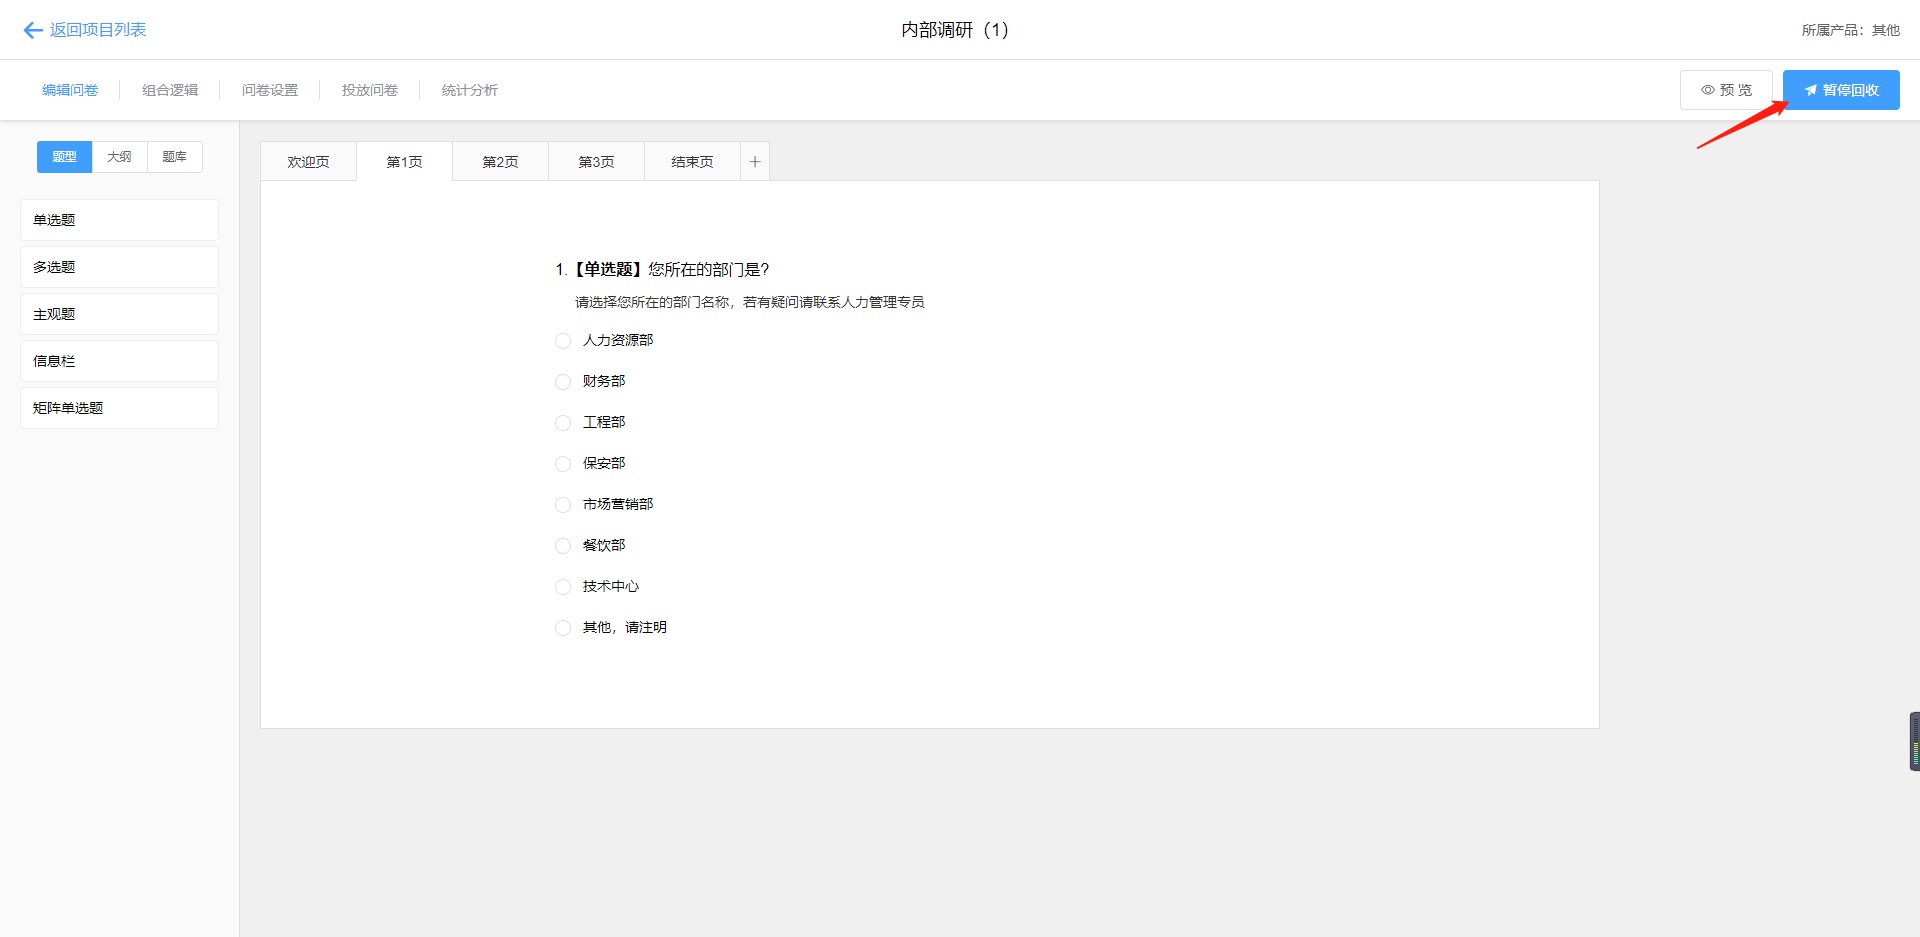 返回项目列表
内部调研（1）
所属产品：其他
编辑问卷
组合逻辑
问卷设置
投放问卷
统计分析
预 览
暂停回收
题型
大纲
题库
欢迎页
第1页
第2页
第3页
结束页
+
单选题
多选题
主观题
信息栏
矩阵单选题
1.【单选题】您所在的部门是?
请选择您所在的部门名称，若有疑问请联系人力管理专员
人力资源部
财务部
工程部
保安部
市场营销部
餐饮部
技术中心
其他，请注明